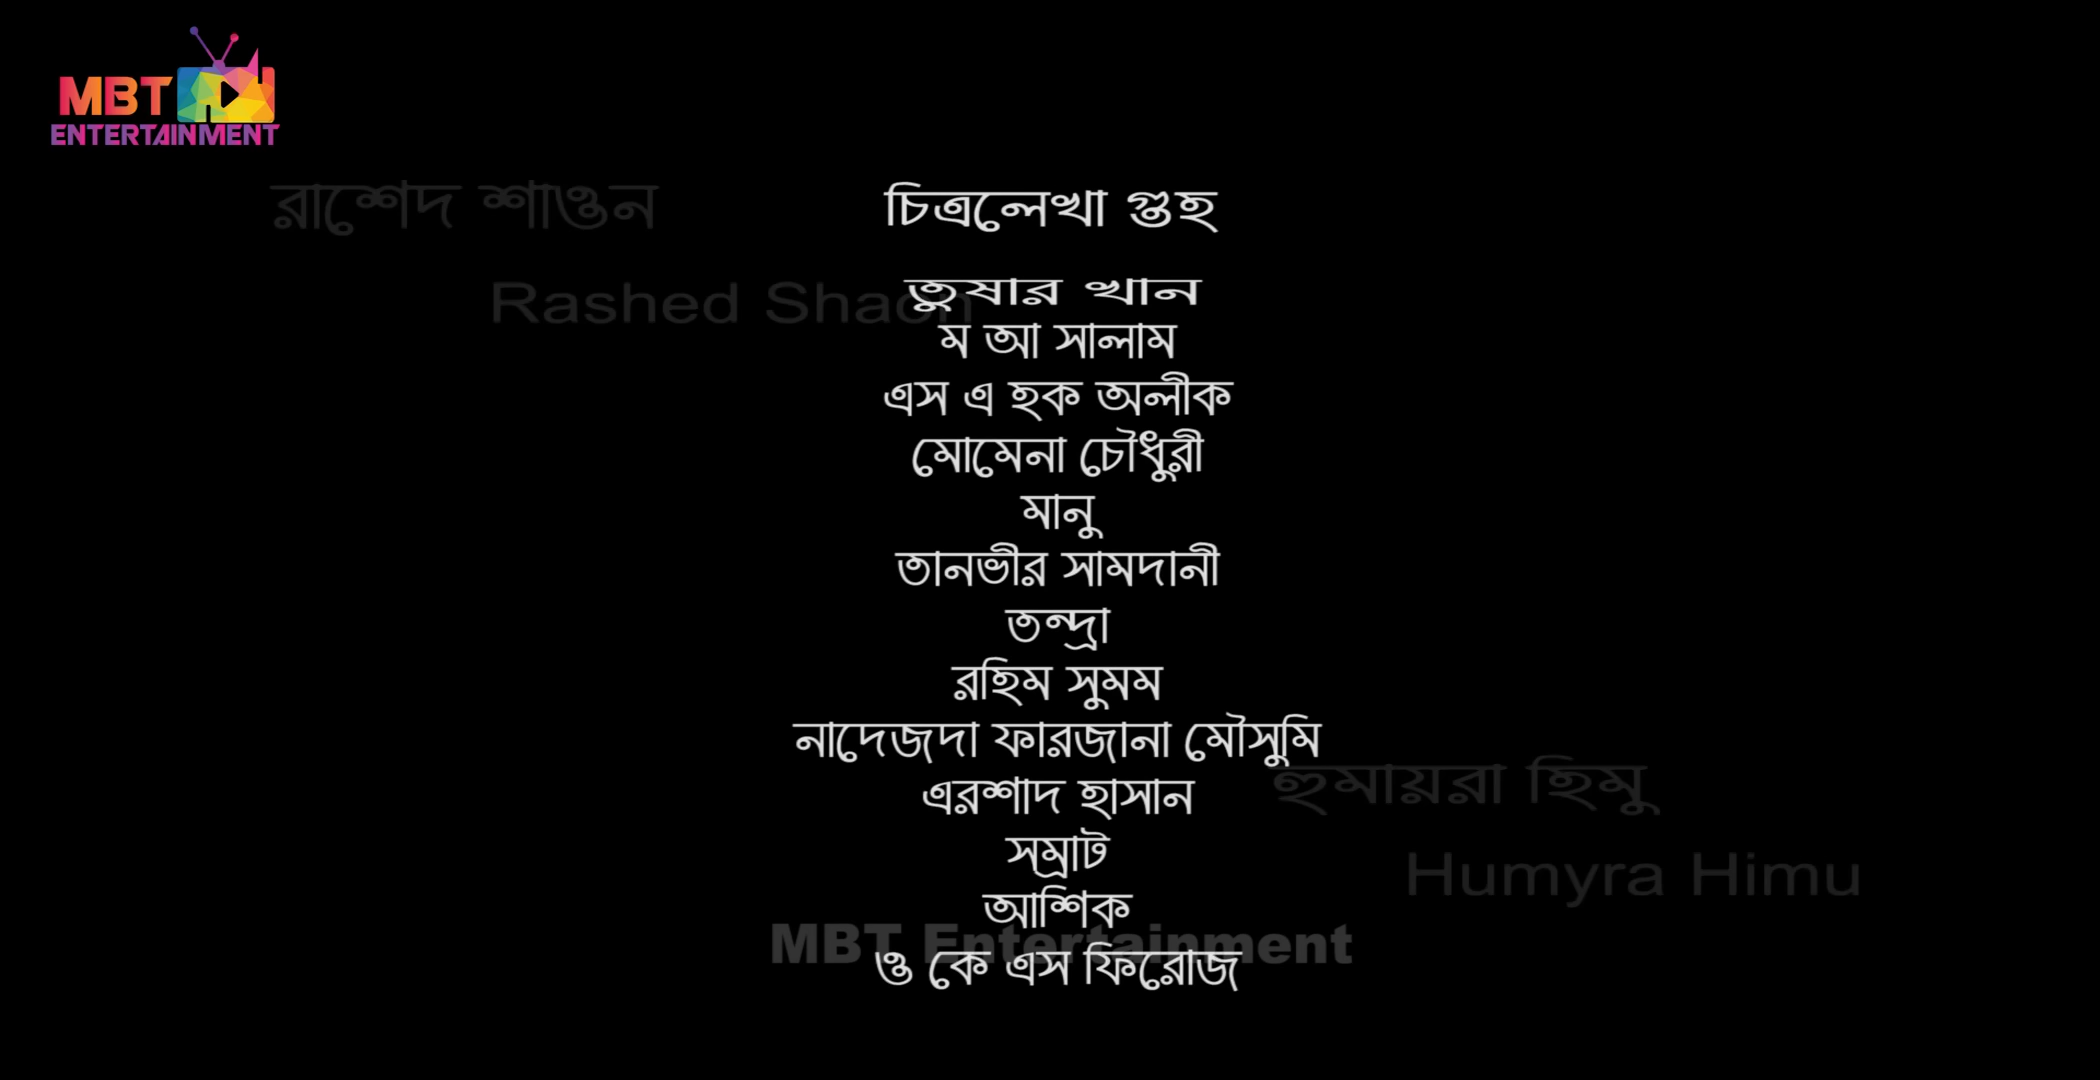 MBT
ENTERTAINMENT
রাশেদ শাওন
Rashed Shaon
চিত্রলেখা গুহ
তুষার খান
ম আ সালাম
এস এ হক অলীক
মোমেনা চৌধুরী
মানু
তানভীর সামদানী
তন্দ্রা
রহিম সুমম
নাদেজদা ফারজানা মৌসুমি
এরশাদ হাসান
সম্রাট
আশিক
ও কে এস ফিরোজ
হুমায়রা হিমু
Humyra Himu
MBT Entertainment